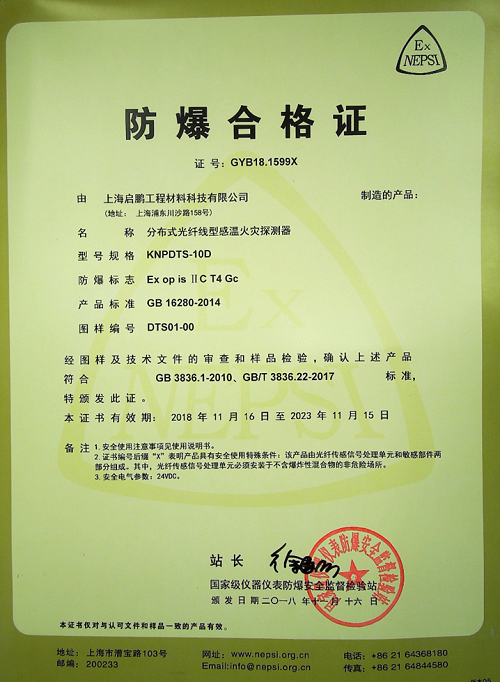 Ex
NEPSI
防爆合格证
证 号: GYB18.1599X
由 上海启鹏工程材料科技有限公司 制造的产品:
(地址: 上海浦东川沙路158号)
名 称 分布式光纤线型感温火灾探测器
型号规格 KNPDTS-10D
防爆标志 Ex op is ⅡC T4 Gc
产品标准 GB 16280-2014
图样编号 DTS01-00
经图样及技术文件的审查和样品检验，确认上述产品
符合 GB 3836.1-2010、GB/T 3836.22-2017 标准，
特颁发此证。
本证书有效期: 2018 年 11 月 16 日至 2023 年 11 月 15 日
备注 1.安全使用注意事项见使用说明书。
2.证书编号后缀"X"表明产品具有安全使用特殊条件: 该产品由光纤传感信号处理单元和敏感部件两
部分组成。其中，光纤传感信号处理单元必须安装于不含爆炸性混合物的非危险场所。
3.安全电气参数: 24VDC。
站 长
国家级仪器仪表防爆安全监督检验站
颁发日期二〇一八年十一月十六日
本证书仅对与认可文件和样品一致的产品有效。
地址: 上海市漕宝路103号 网址: www.nepsi.org.cn 电话: +86 21 64368180
邮编: 200233 Email:info@nepsi.org.cn 传真: +86 21 64844580